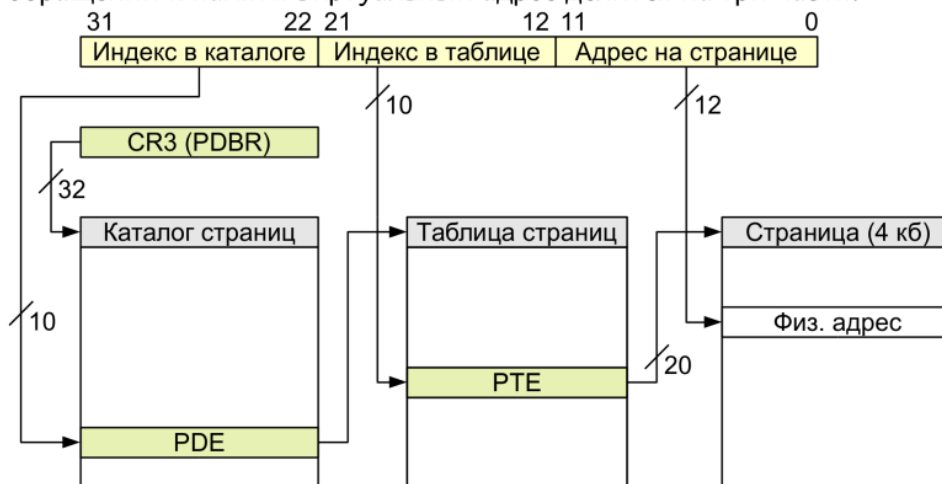 31 22 21 12 11 0
Индекс в каталоге Индекс в таблице Адрес на странице
10 12
CR3 (PDBR)
32
Каталог страниц Таблица страниц Страница (4 кб)
10 Физ. адрес
20
PTE
PDE